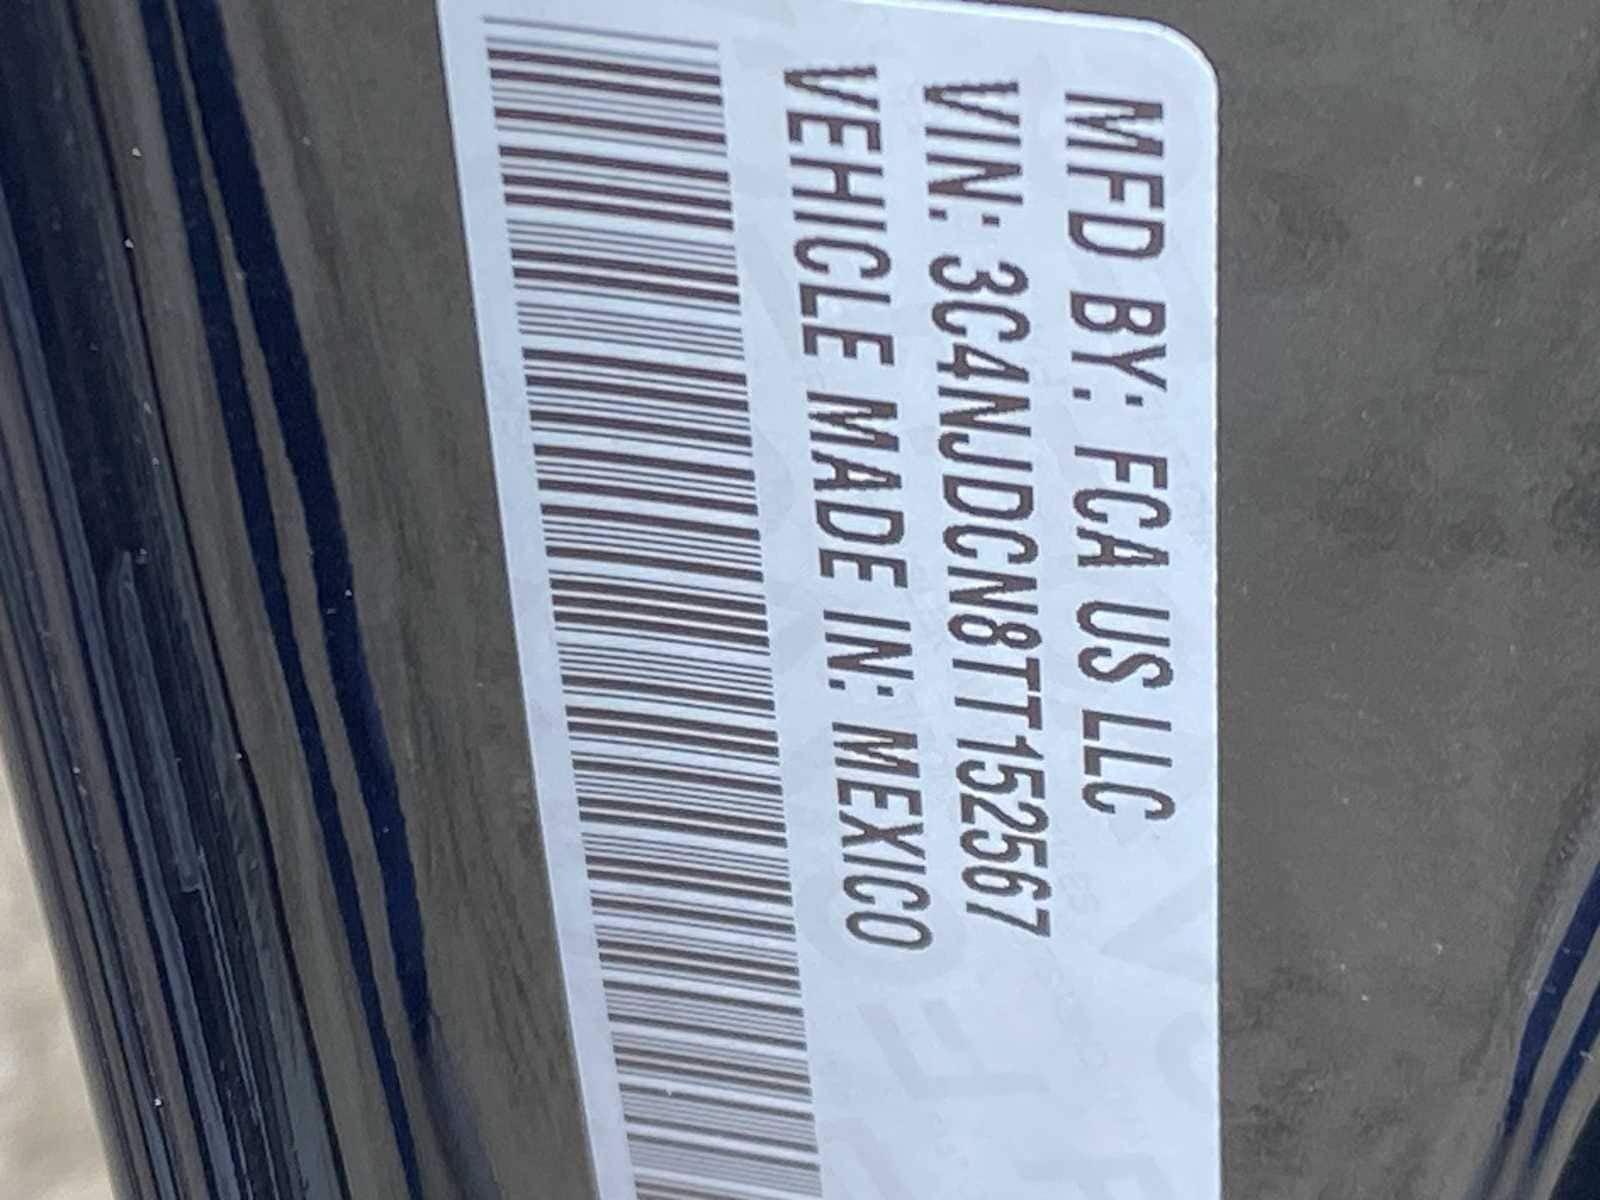 MFD BY: FCA US LLC
VIN: 3C4NJDCN8TT152567
VEHICLE MADE IN: MEXICO